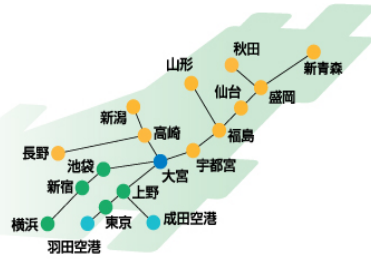 秋田
山形
新青森
仙台
盛岡
新潟
高崎
福島
長野
池袋
大宮
宇都宮
新宿
上野
横浜
東京
成田空港
羽田空港